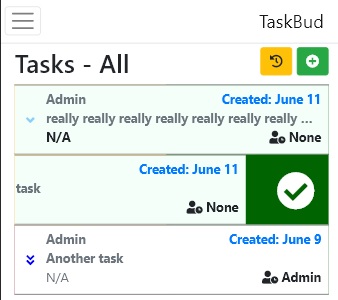 TaskBud
Tasks - All
Admin
Created: June 11
really really really really really really really ...
N/A
None
Created: June 11
task
None
Admin
Created: June 9
Another task
N/A
Admin